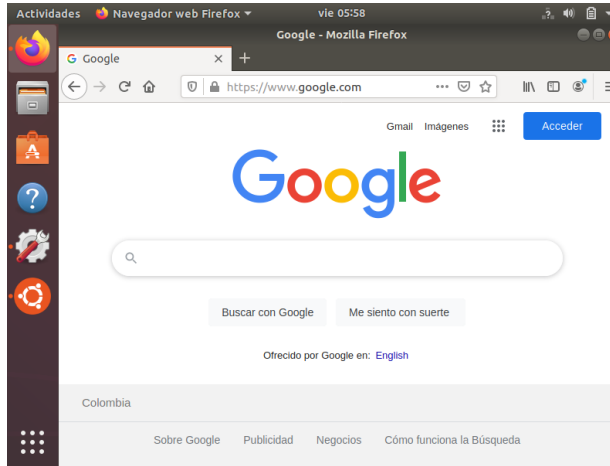 Actividades Navegador web Firefox vie 05:58
Google - Mozilla Firefox
Google
https://www.google.com
Gmail Imágenes Acceder
Google
Buscar con Google Me siento con suerte
Ofrecido por Google en: English
Colombia
Sobre Google Publicidad Negocios Cómo funciona la Búsqueda